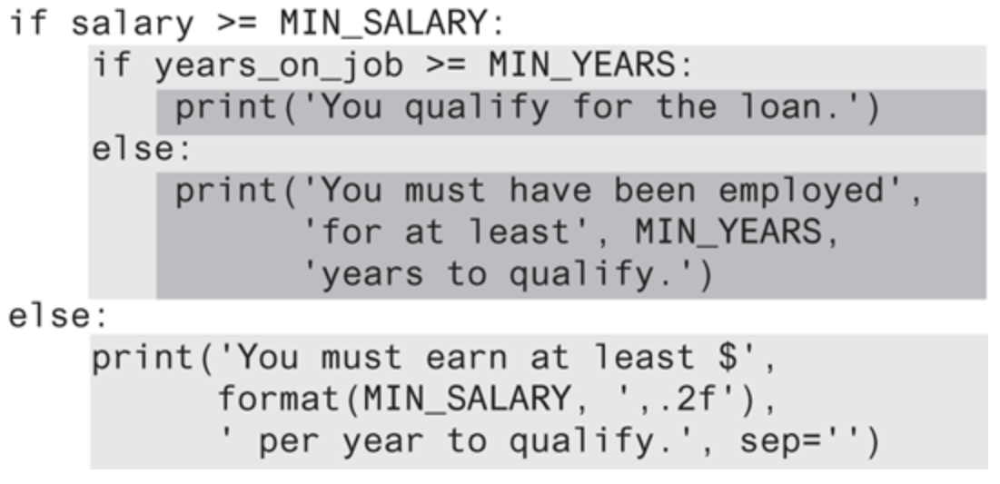 if salary >= MIN_SALARY:
    if years_on_job >= MIN_YEARS:
        print('You qualify for the loan.')
    else:
        print('You must have been employed',
              'for at least', MIN_YEARS,
              'years to qualify.')
else:
    print('You must earn at least $',
          format(MIN_SALARY, ',.2f'),
          ' per year to qualify.', sep='')